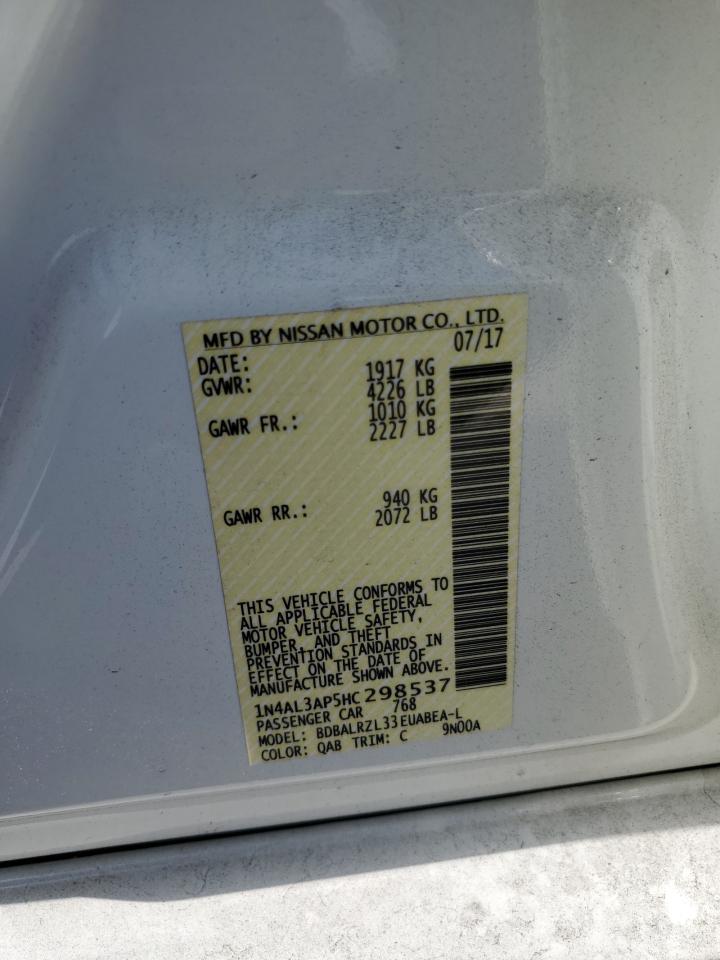 MFD BY NISSAN MOTOR CO., LTD.
DATE: 07/17
GVWR: 1917 KG
4226 LB
GAWR FR.: 1010 KG
2227 LB
GAWR RR.: 940 KG
2072 LB
THIS VEHICLE CONFORMS TO
ALL APPLICABLE FEDERAL
MOTOR VEHICLE SAFETY,
BUMPER, AND THEFT
PREVENTION STANDARDS IN
EFFECT ON THE DATE OF
MANUFACTURE SHOWN ABOVE.
1N4AL3AP5HC298537
PASSENGER CAR 768
MODEL: BDBALRZL33EUABEA-L
COLOR: QAB TRIM: C 9N00A